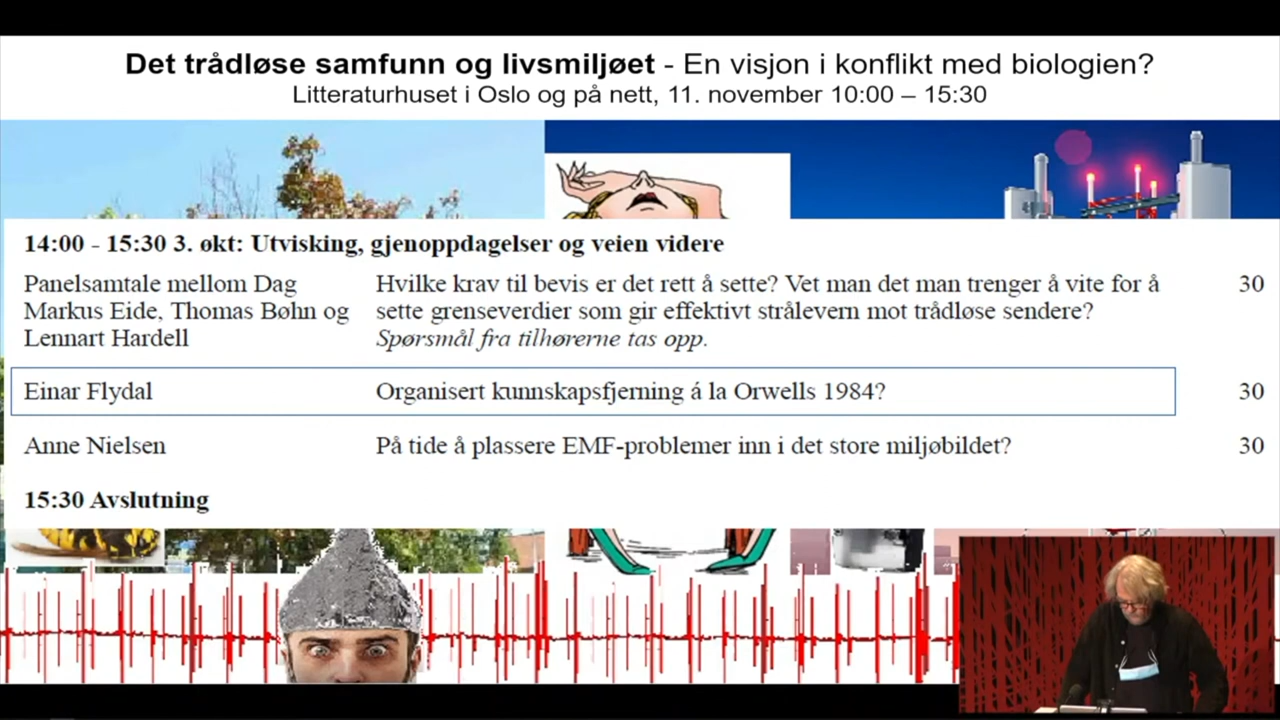 Det trådløse samfunn og livsmiljøet - En visjon i konflikt med biologien?
Litteraturhuset i Oslo og på nett, 11. november 10:00 – 15:30
14:00 - 15:30 3. økt: Utvisking, gjenoppdagelser og veien videre
Panelsamtale mellom Dag Markus Eide, Thomas Bøhn og Lennart Hardell
Hvilke krav til bevis er det rett å sette? Vet man det man trenger å vite for å
sette grenseverdier som gir effektivt strålevern mot trådløse sendere?
Spørsmål fra tilhørerne tas opp.
30
Einar Flydal
Organisert kunnskapsfjerning á la Orwells 1984?
30
Anne Nielsen
På tide å plassere EMF-problemer inn i det store miljøbildet?
30
15:30 Avslutning